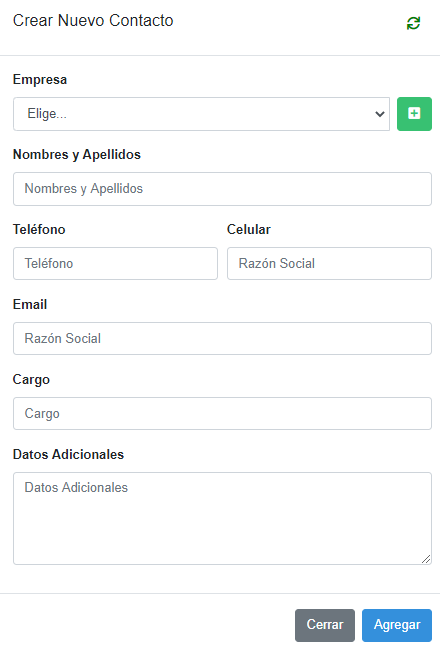 Crear Nuevo Contacto
Empresa
Elige...
Nombres y Apellidos
Nombres y Apellidos
Teléfono Celular
Teléfono Razón Social
Email
Razón Social
Cargo
Cargo
Datos Adicionales
Datos Adicionales
Cerrar Agregar